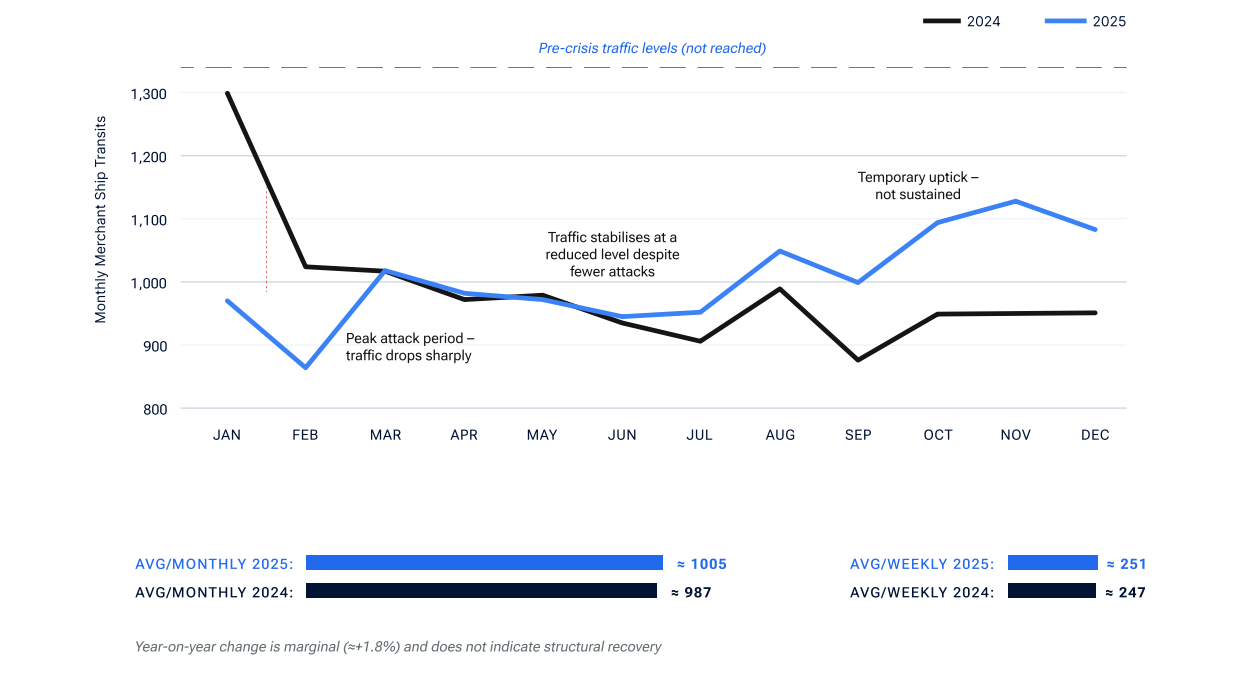 2024
2025
Pre-crisis traffic levels (not reached)
Monthly Merchant Ship Transits
1,300
1,200
1,100
1,000
900
800
Temporary uptick –
not sustained
Traffic stabilises at a
reduced level despite
fewer attacks
Peak attack period –
traffic drops sharply
JAN
FEB
MAR
APR
MAY
JUN
JUL
AUG
SEP
OCT
NOV
DEC
AVG/MONTHLY 2025:
≈ 1005
AVG/MONTHLY 2024:
≈ 987
AVG/WEEKLY 2025:
≈ 251
AVG/WEEKLY 2024:
≈ 247
Year-on-year change is marginal (≈+1.8%) and does not indicate structural recovery